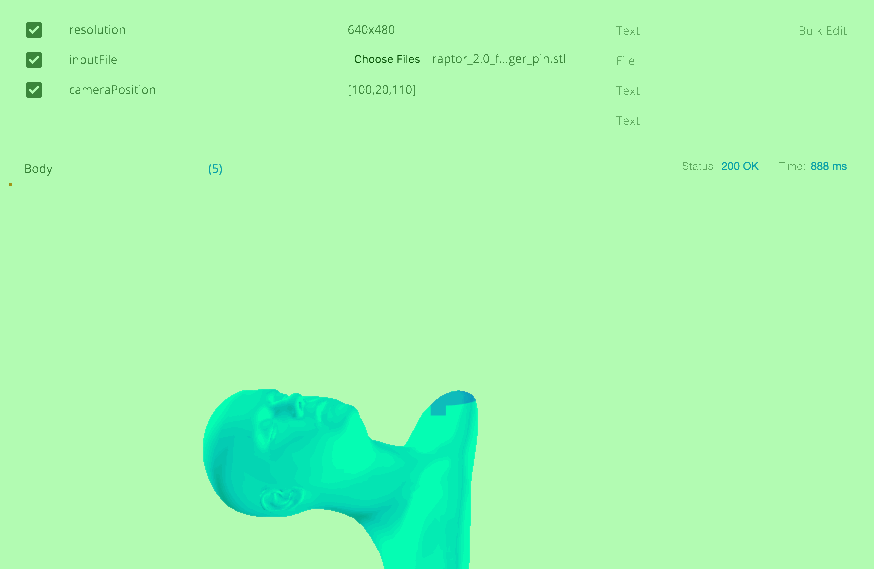 resolution 640x480 Text Bulk Edit
inputFile Choose Files raptor_2.0_f...ger_pin.stl File
cameraPosition [100,20,110] Text
Text
Body (5) Status: 200 OK Time: 888 ms